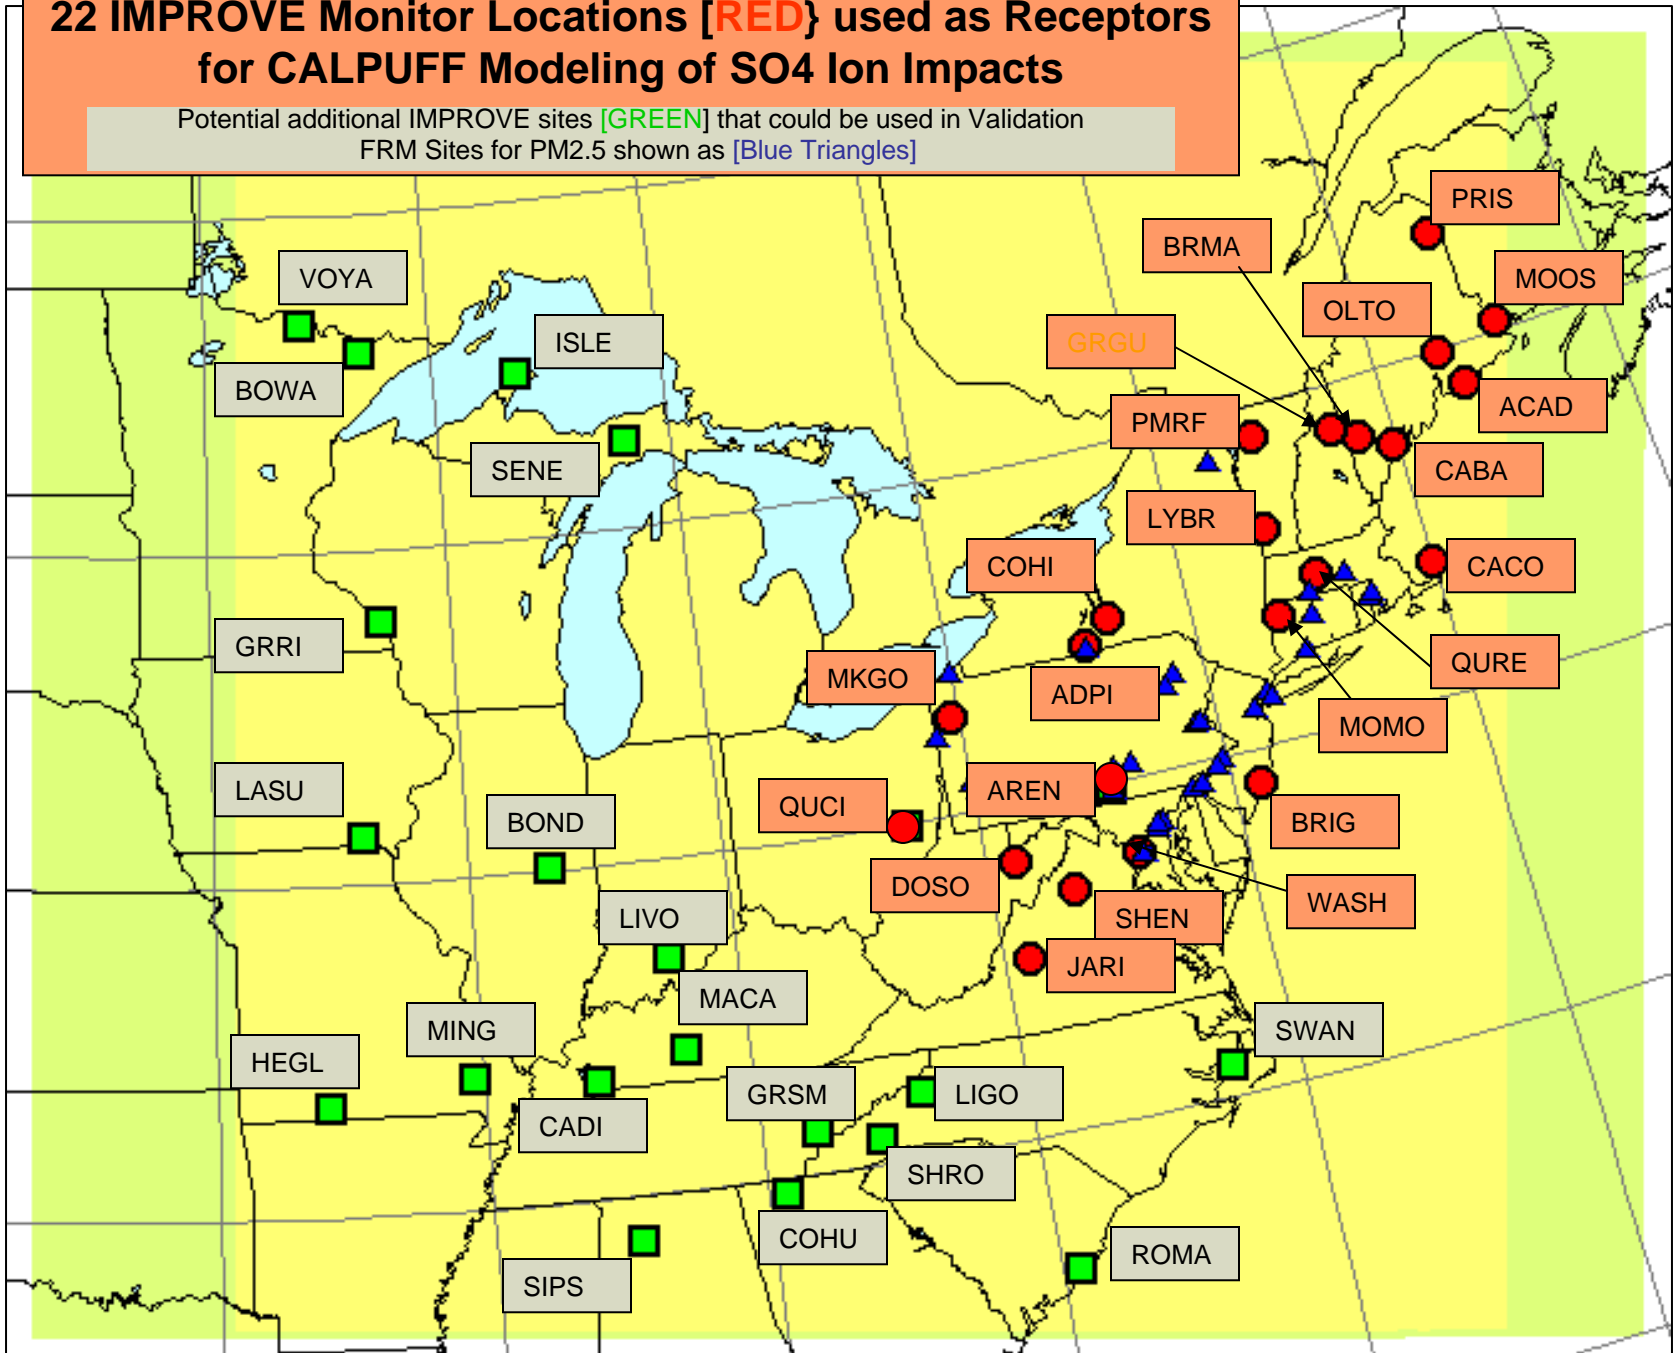 22 IMPROVE Monitor Locations [RED} used as Receptors
for CALPUFF Modeling of SO4 Ion Impacts
Potential additional IMPROVE sites [GREEN] that could be used in Validation
FRM Sites for PM2.5 shown as [Blue Triangles]
PRIS
BRMA
MOOS
VOYA
OLTO
ISLE
GRGU
BOWA
ACAD
PMRF
CABA
SENE
LYBR
COHI
CACO
GRRI
QURE
MKGO
ADPI
MOMO
LASU
AREN
QUCI
BOND
BRIG
DOSO
WASH
LIVO
SHEN
JARI
MACA
MING
SWAN
HEGL
GRSM
LIGO
CADI
SHRO
COHU
ROMA
SIPS